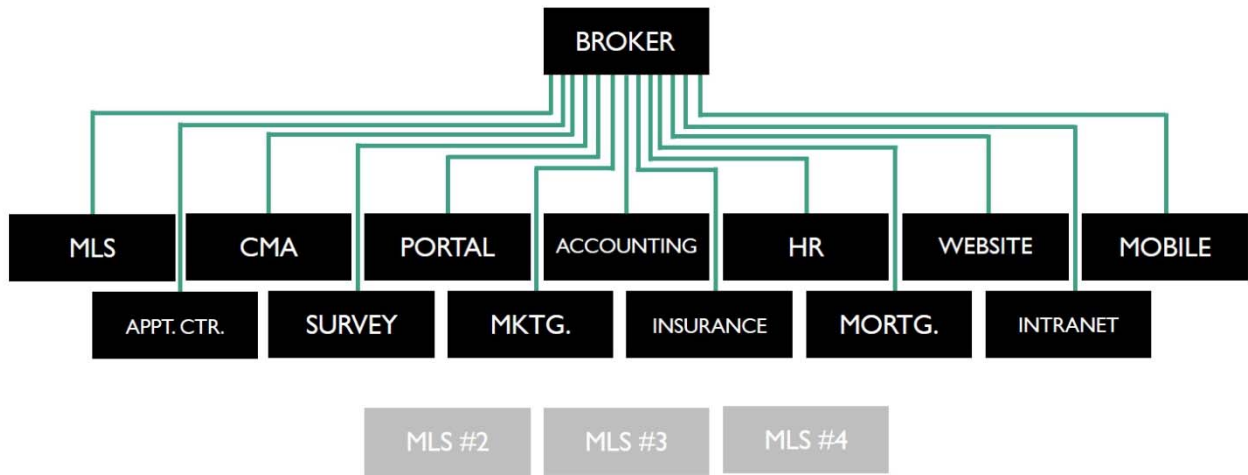 BROKER
MLS
CMA
PORTAL
ACCOUNTING
HR
WEBSITE
MOBILE
APPT. CTR.
SURVEY
MKTG.
INSURANCE
MORTG.
INTRANET
MLS #2
MLS #3
MLS #4